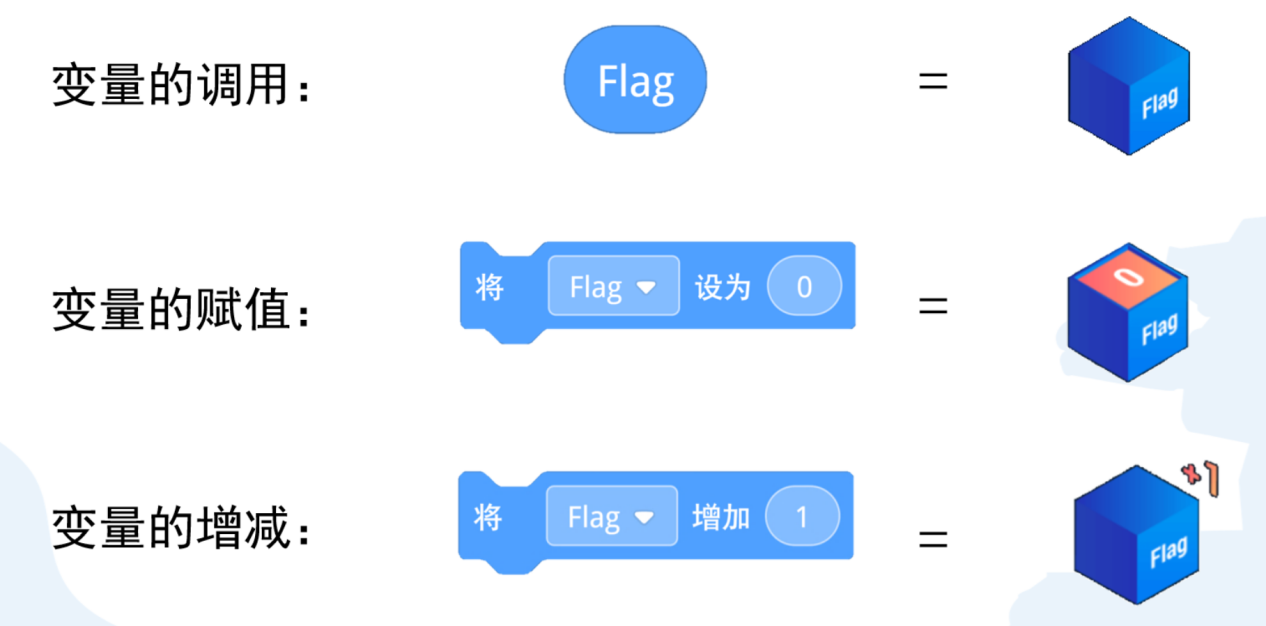 变量的调用： Flag = Flag
变量的赋值： 将 Flag 设为 0 = 0 Flag
变量的增减： 将 Flag 增加 1 = Flag +1